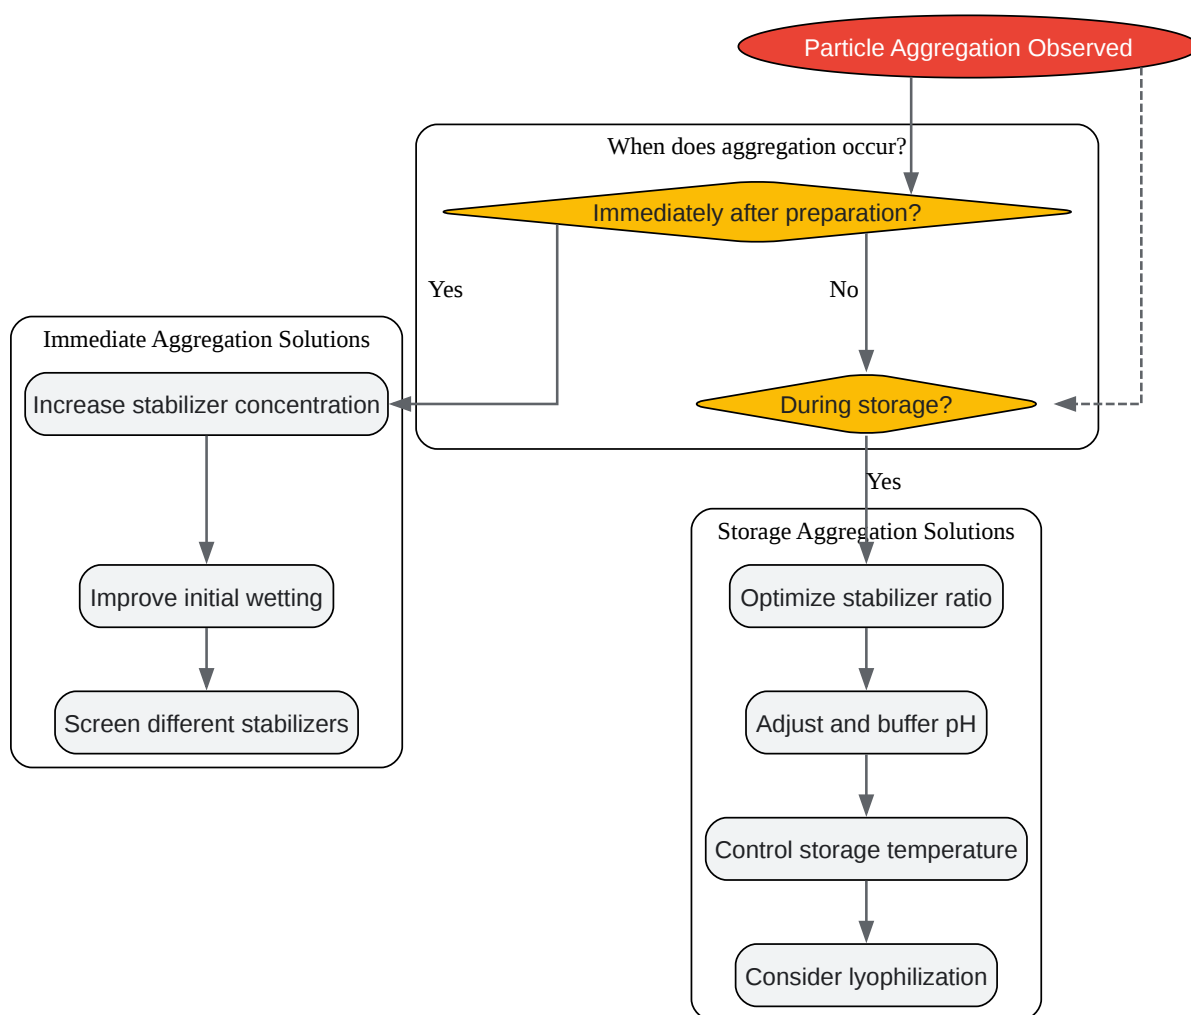 Particle Aggregation Observed
When does aggregation occur?
Immediately after preparation?
Yes
No
Immediate Aggregation Solutions
Increase stabilizer concentration
During storage?
Yes
Storage Aggregation Solutions
Improve initial wetting
Optimize stabilizer ratio
Screen different stabilizers
Adjust and buffer pH
Control storage temperature
Consider lyophilization